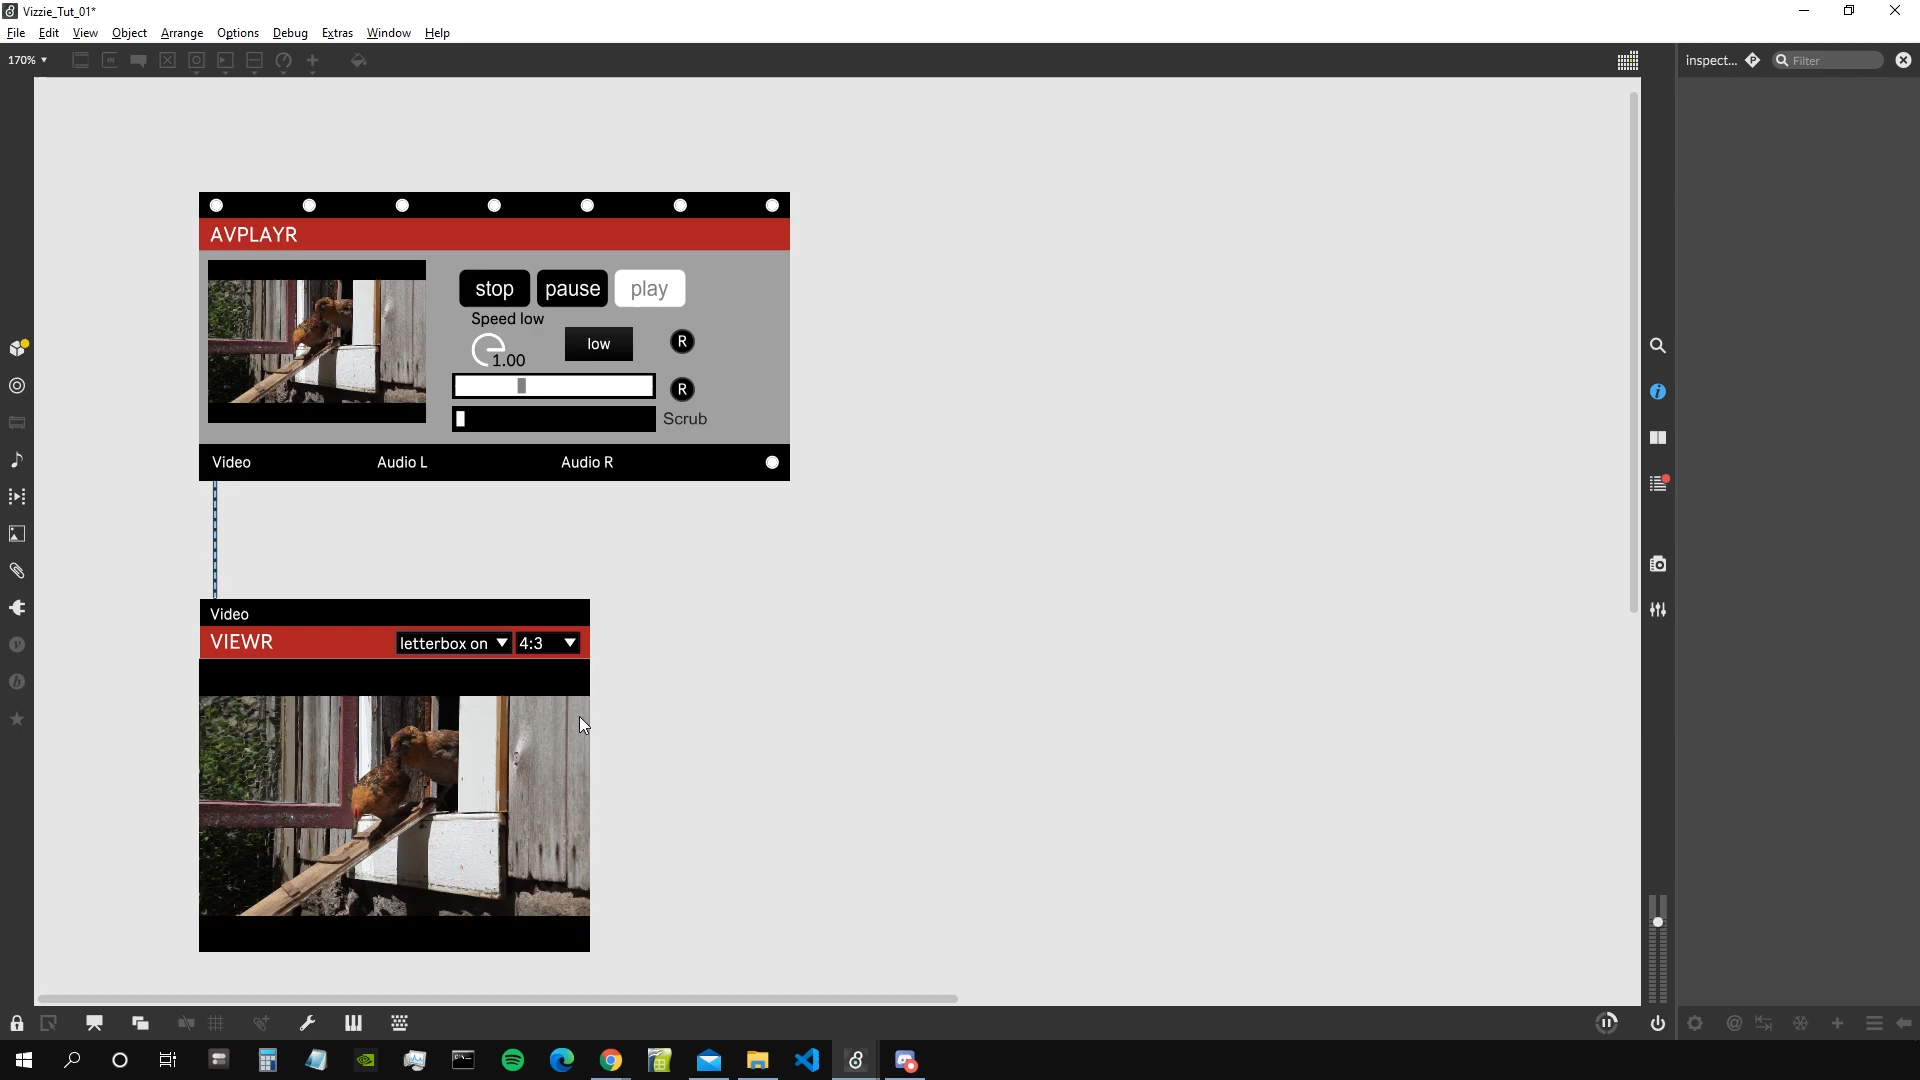 Vizzie_Tut_01*
File Edit View Object Arrange Options Debug Extras Window Help
170%
inspect... P Filter
AVPLAYR
stop pause play
Speed low
1.00
low
R
R
Scrub
Video Audio L Audio R
Video
VIEWR letterbox on 4:3